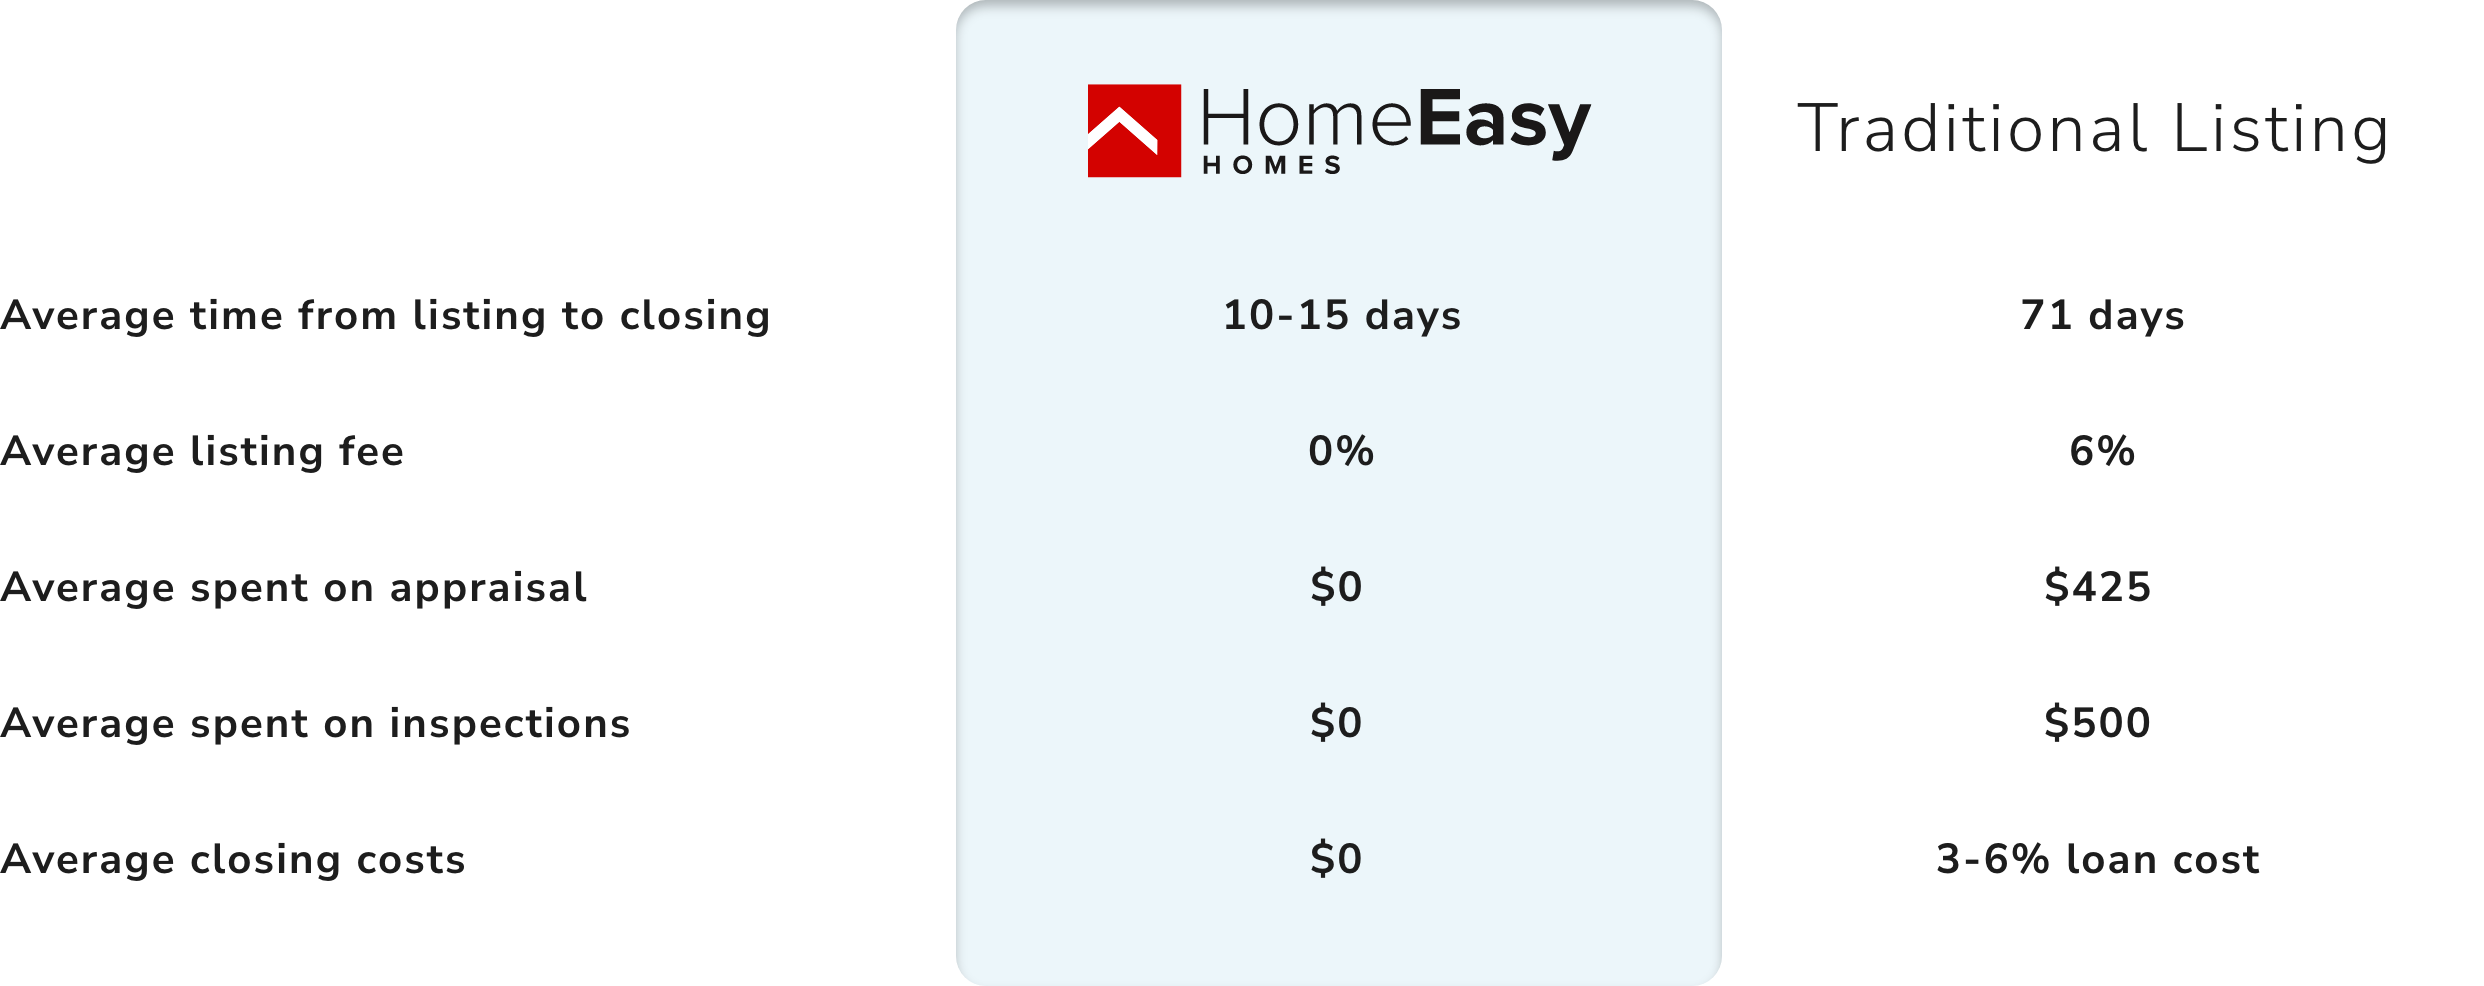 HomeEasy
HOMES
Traditional Listing
Average time from listing to closing 10-15 days 71 days
Average listing fee 0% 6%
Average spent on appraisal $0 $425
Average spent on inspections $0 $500
Average closing costs $0 3-6% loan cost